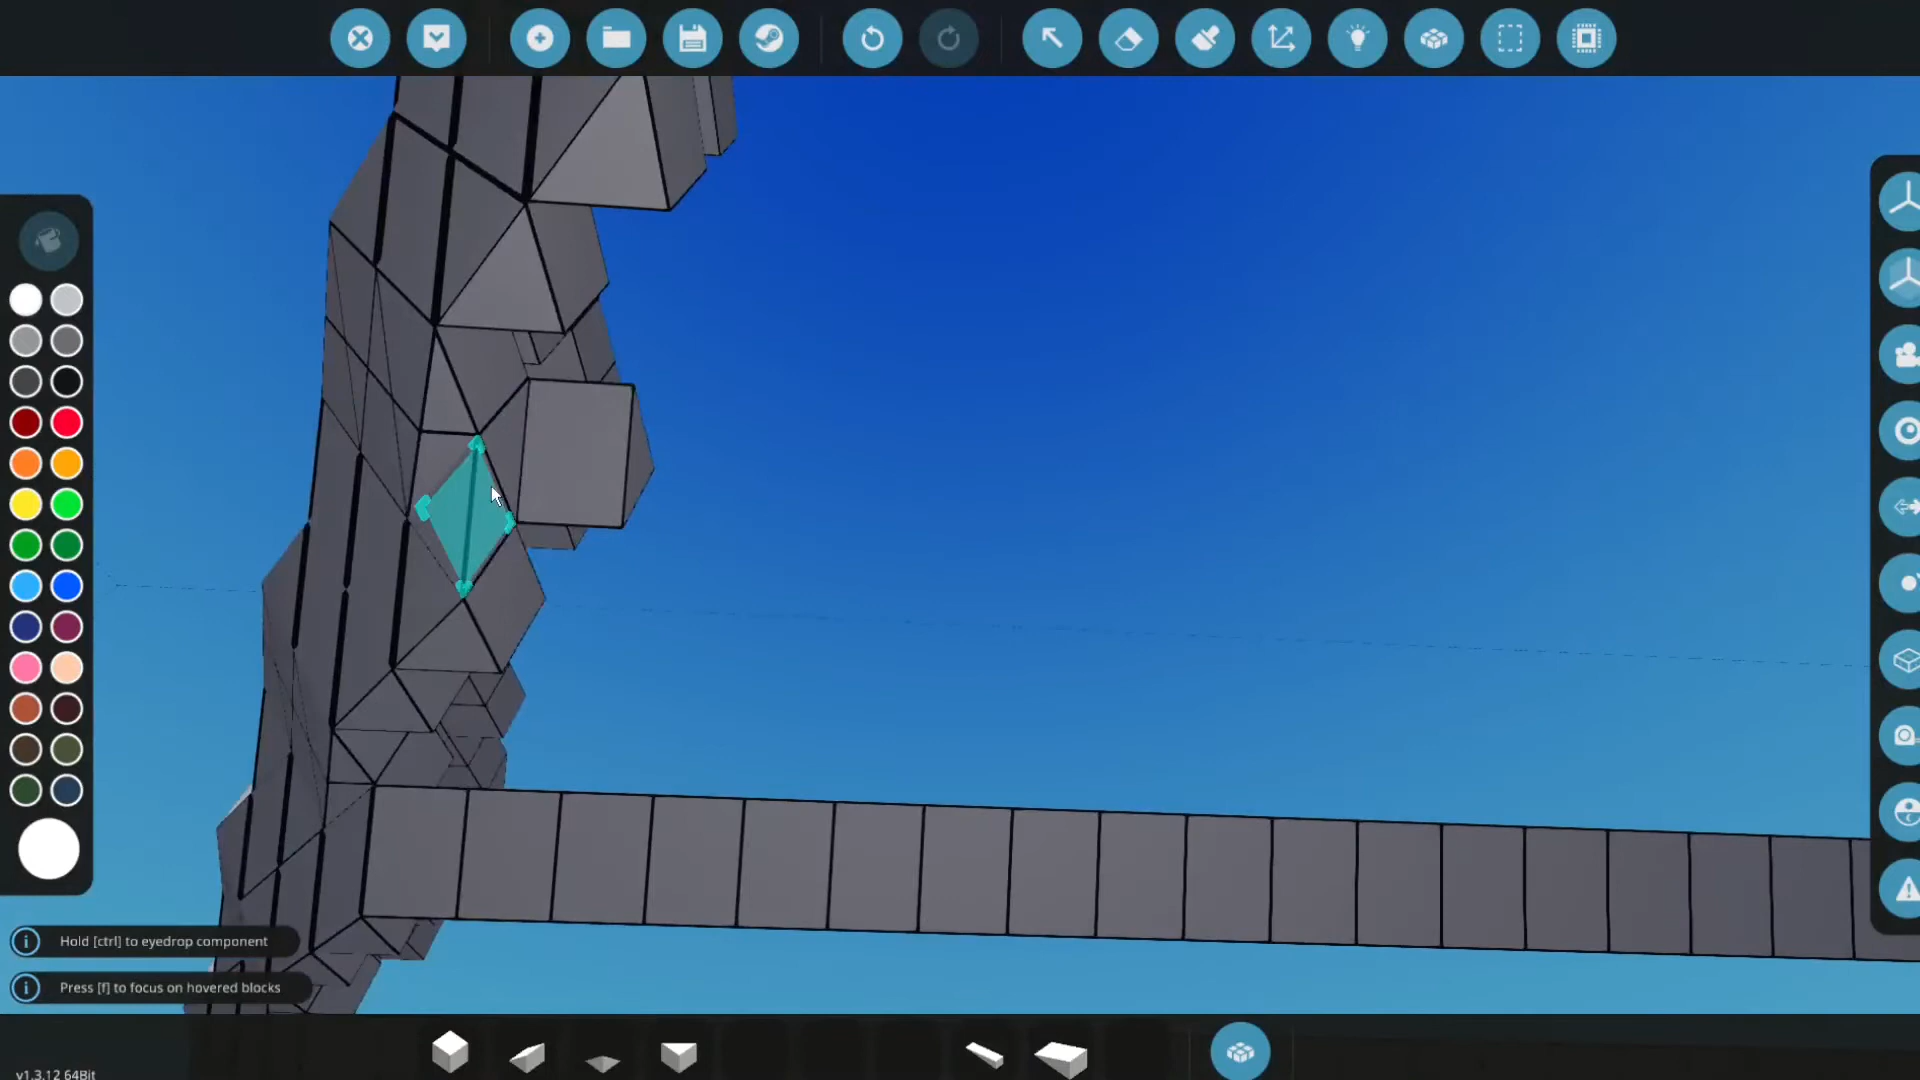 Hold [ctrl] to eyedrop component
Press [f] to focus on hovered blocks
v1.3.12 64Bit